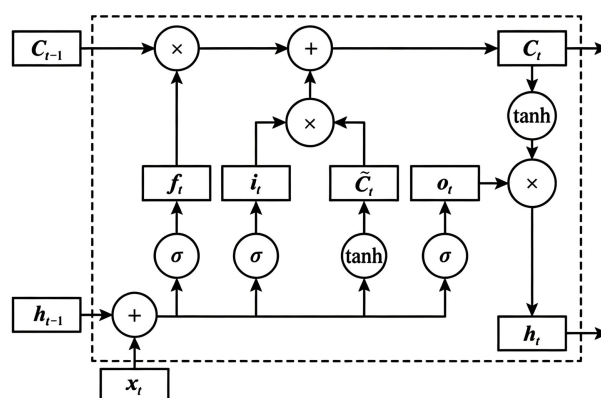 C_{t-1} × + C_t
tanh
×
f_t i_t C̃_t o_t ×
σ σ tanh σ
h_{t-1} + h_t
x_t